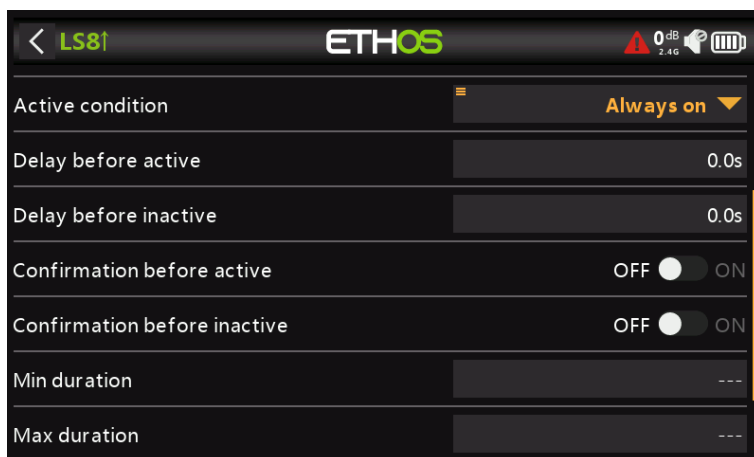 LS8↑ ETHOS 0dB 2.4G
Active condition Always on
Delay before active 0.0s
Delay before inactive 0.0s
Confirmation before active OFF ON
Confirmation before inactive OFF ON
Min duration ---
Max duration ---